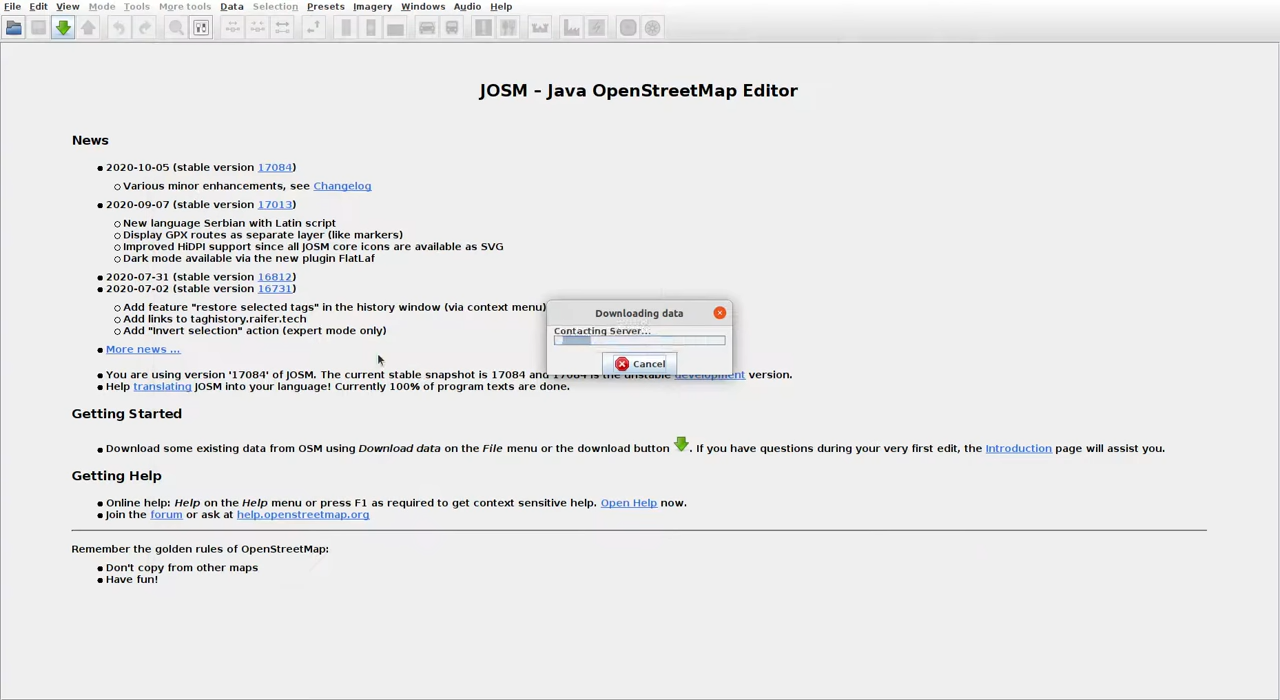 File Edit View Mode Tools More tools Data Selection Presets Imagery Windows Audio Help
JOSM – Java OpenStreetMap Editor
News
2020-10-05 (stable version 17084)
Various minor enhancements, see Changelog
2020-09-07 (stable version 17013)
New language Serbian with Latin script
Display GPX routes as separate layer (like markers)
Improved HiDPI support since all JOSM core icons are available as SVG
Dark mode available via the new plugin FlatLaf
2020-07-31 (stable version 16812)
2020-07-02 (stable version 16731)
Add feature "restore selected tags" in the history window (via context menu)
Add links to taghistory.raifer.tech
Add "Invert selection" action (expert mode only)
More news ...
Downloading data
Contacting Server...
Cancel
You are using version '17084' of JOSM. The current stable snapshot is 17084 and 17084 is the unstable development version.
Help translating JOSM into your language! Currently 100% of program texts are done.
Getting Started
Download some existing data from OSM using Download data on the File menu or the download button . If you have questions during your very first edit, the Introduction page will assist you.
Getting Help
Online help: Help on the Help menu or press F1 as required to get context sensitive help. Open Help now.
Join the forum or ask at help.openstreetmap.org
Remember the golden rules of OpenStreetMap:
Don't copy from other maps
Have fun!